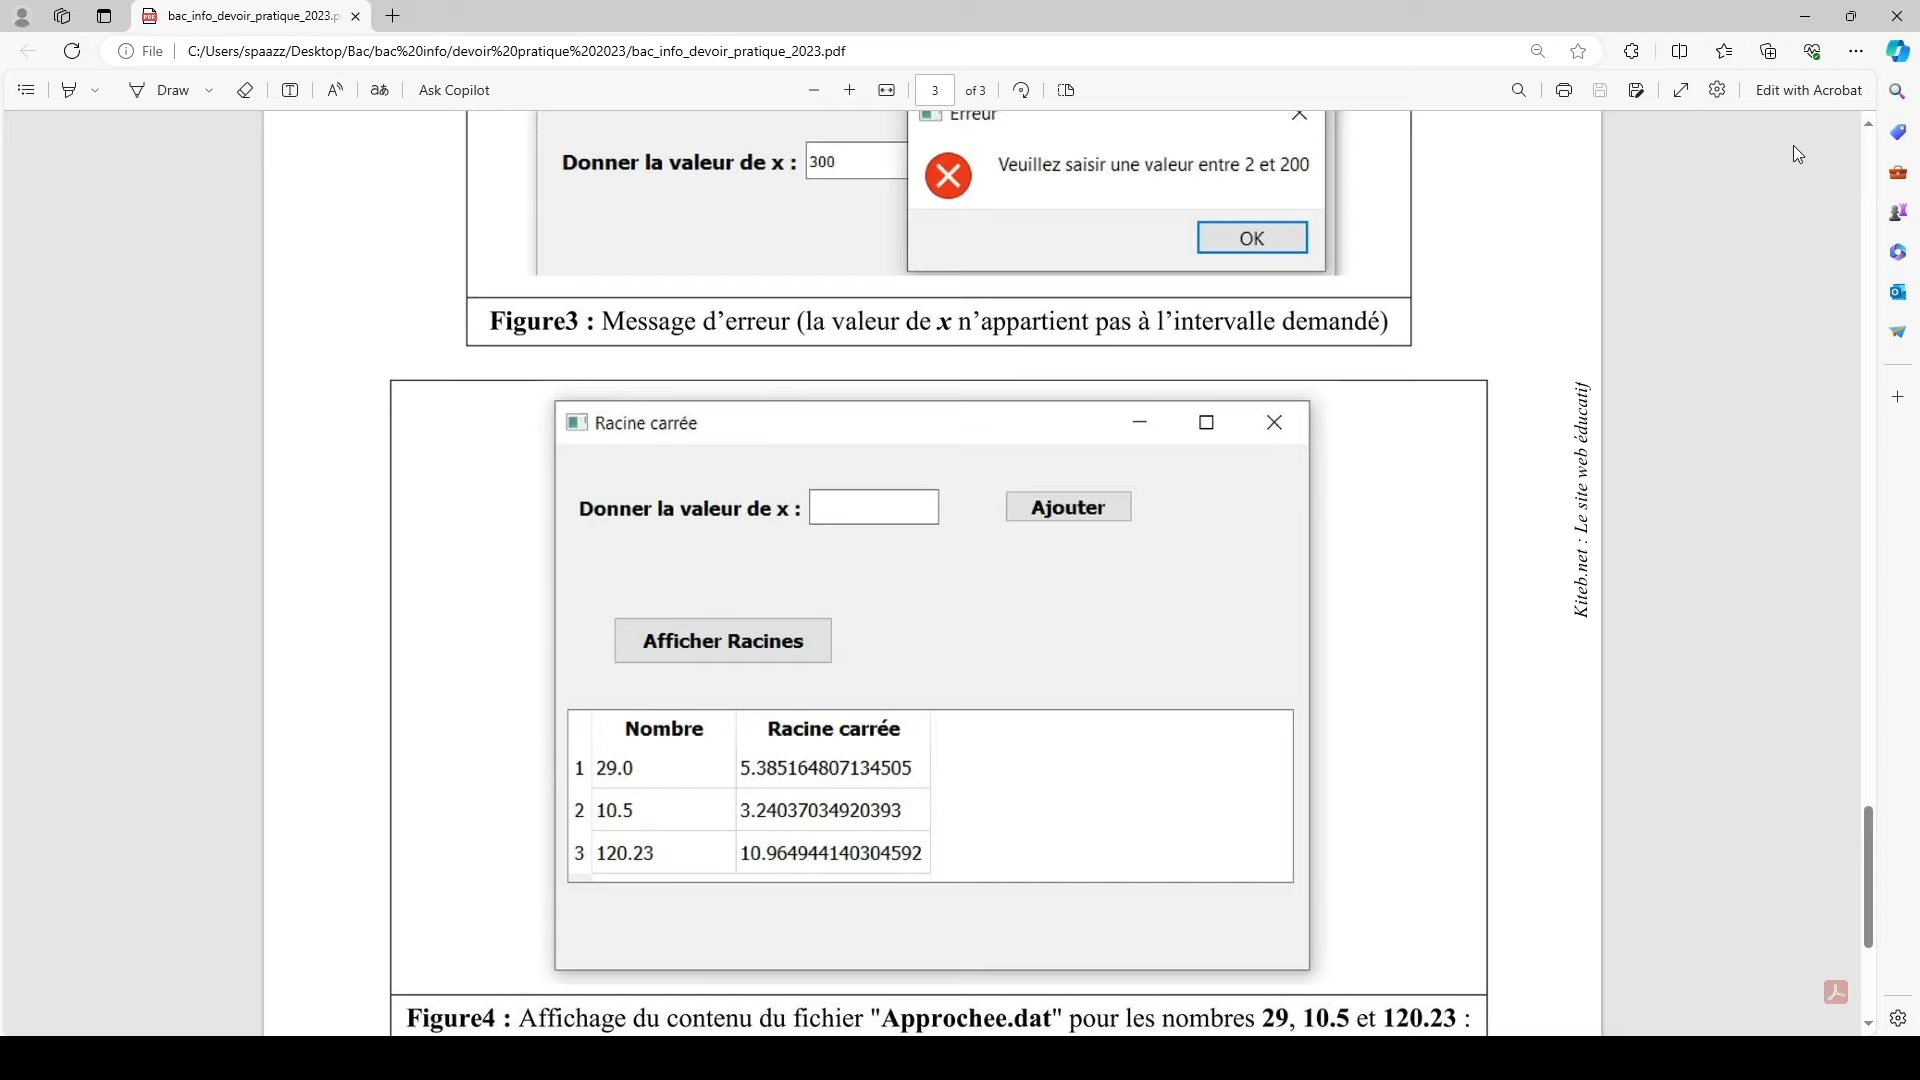 bac_info_devoir_pratique_2023.p
File
C:/Users/spaazz/Desktop/Bac/bac%20info/devoir%20pratique%202023/bac_info_devoir_pratique_2023.pdf
Draw
aあ
Ask Copilot
3
of 3
Edit with Acrobat
Erreur
Donner la valeur de x :
300
Veuillez saisir une valeur entre 2 et 200
OK
Figure3 : Message d’erreur (la valeur de x n’appartient pas à l’intervalle demandé)
Racine carrée
Donner la valeur de x :
Ajouter
Afficher Racines
Nombre Racine carrée
1 29.0 5.385164807134505
2 10.5 3.24037034920393
3 120.23 10.964944140304592
Figure4 : Affichage du contenu du fichier "Approchee.dat" pour les nombres 29, 10.5 et 120.23 :
Kiteb.net : Le site web éducatif